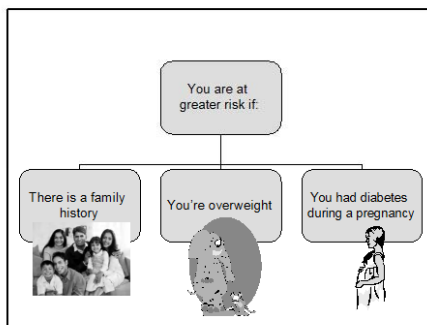 You are at
greater risk if:
There is a family
history
You're overweight
You had diabetes
during a pregnancy